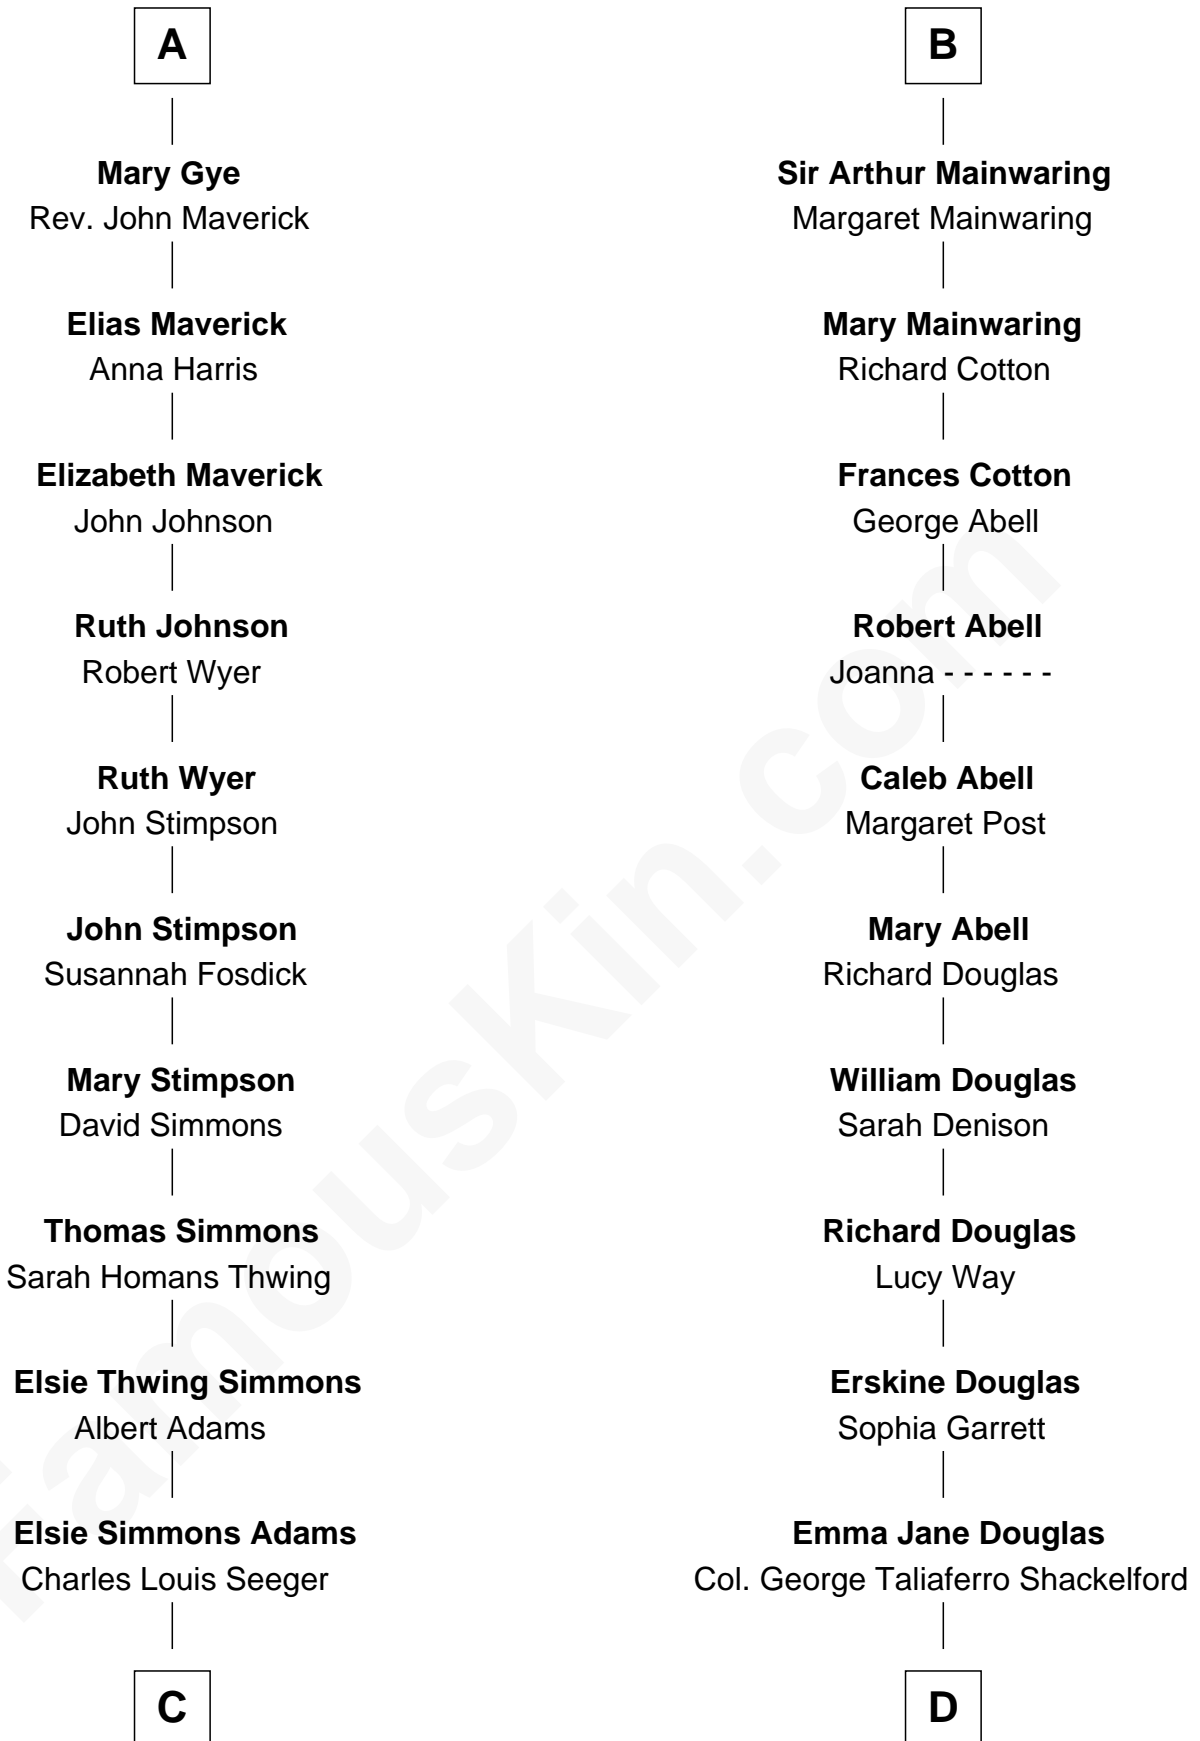 A
Mary Gye
Rev. John Maverick
Elias Maverick
Anna Harris
Elizabeth Maverick
John Johnson
Ruth Johnson
Robert Wyer
Ruth Wyer
John Stimpson
John Stimpson
Susannah Fosdick
Mary Stimpson
David Simmons
Thomas Simmons
Sarah Homans Thwing
Elsie Thwing Simmons
Albert Adams
Elsie Simmons Adams
Charles Louis Seeger
C
B
Sir Arthur Mainwaring
Margaret Mainwaring
Mary Mainwaring
Richard Cotton
Frances Cotton
George Abell
Robert Abell
Joanna - - - - - -
Caleb Abell
Margaret Post
Mary Abell
Richard Douglas
William Douglas
Sarah Denison
Richard Douglas
Lucy Way
Erskine Douglas
Sophia Garrett
Emma Jane Douglas
Col. George Taliaferro Shackelford
D
FamousKin.com